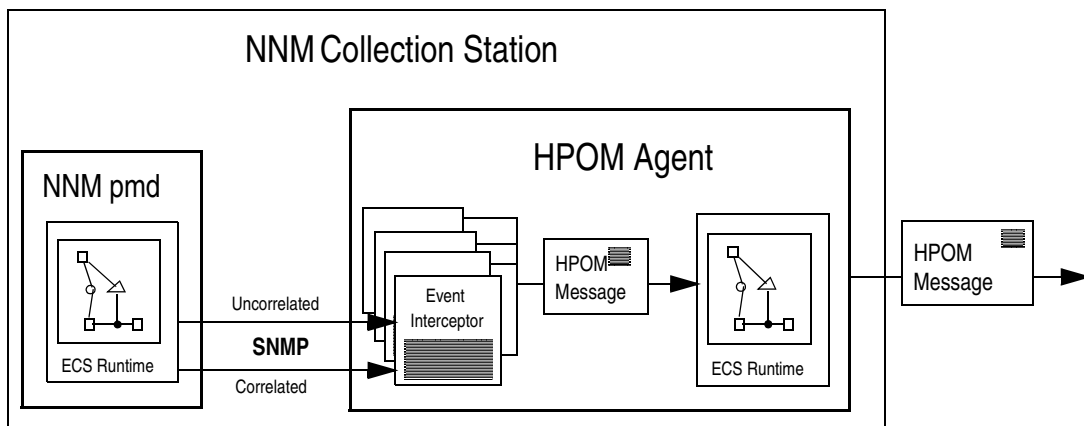 NNM Collection Station
HPOM Agent
NNM pmd
ECS Runtime
Uncorrelated
SNMP
Correlated
Event
Interceptor
HPOM
Message
ECS Runtime
HPOM
Message